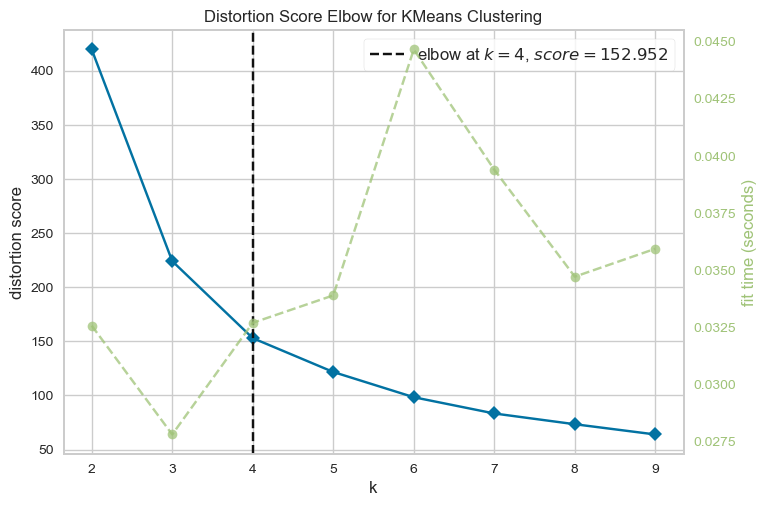 Distortion Score Elbow for KMeans Clustering
elbow at k = 4, score = 152.952
distortion score
400
350
300
250
200
150
100
50
0.0450
0.0425
0.0400
0.0375
0.0350
0.0325
0.0300
0.0275
fit time (seconds)
2 3 4 5 6 7 8 9
k